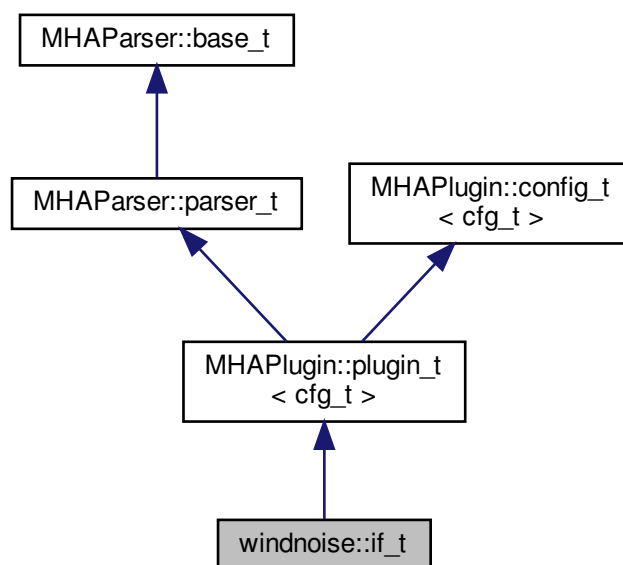 MHAParser::base_t
MHAParser::parser_t
MHAPlugin::config_t
< cfg_t >
MHAPlugin::plugin_t
< cfg_t >
windnoise::if_t